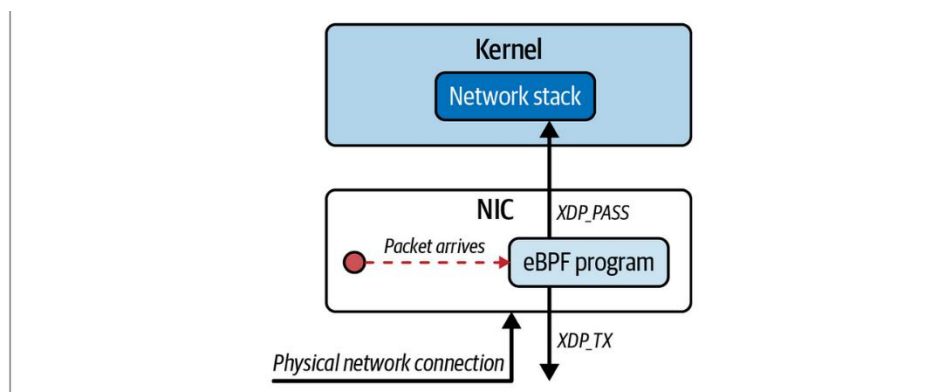 Kernel
Network stack
NIC
XDP_PASS
Packet arrives
eBPF program
XDP_TX
Physical network connection